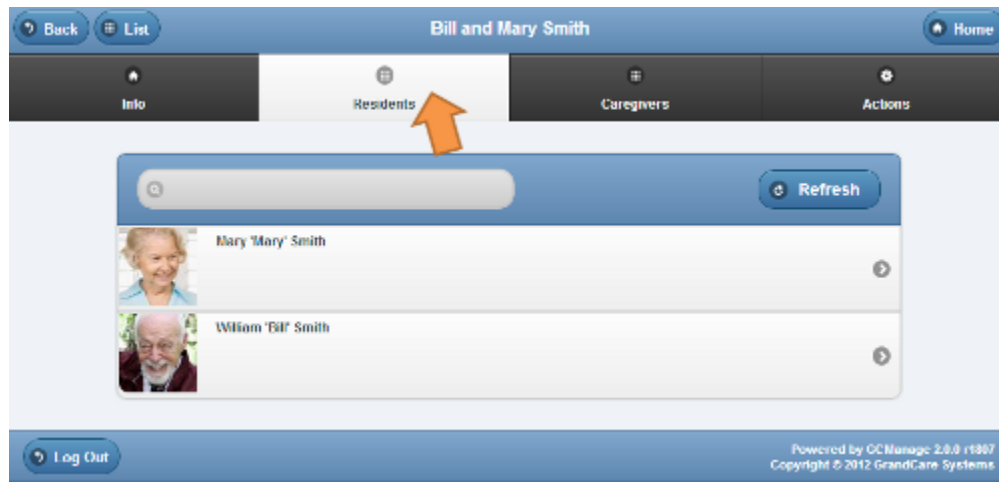 Back
List
Bill and Mary Smith
Home
Info
Residents
Caregivers
Actions
Refresh
Mary 'Mary' Smith
William 'Bill' Smith
Log Out
Powered by GCManage 2.0.0 r1807
Copyright © 2012 GrandCare Systems